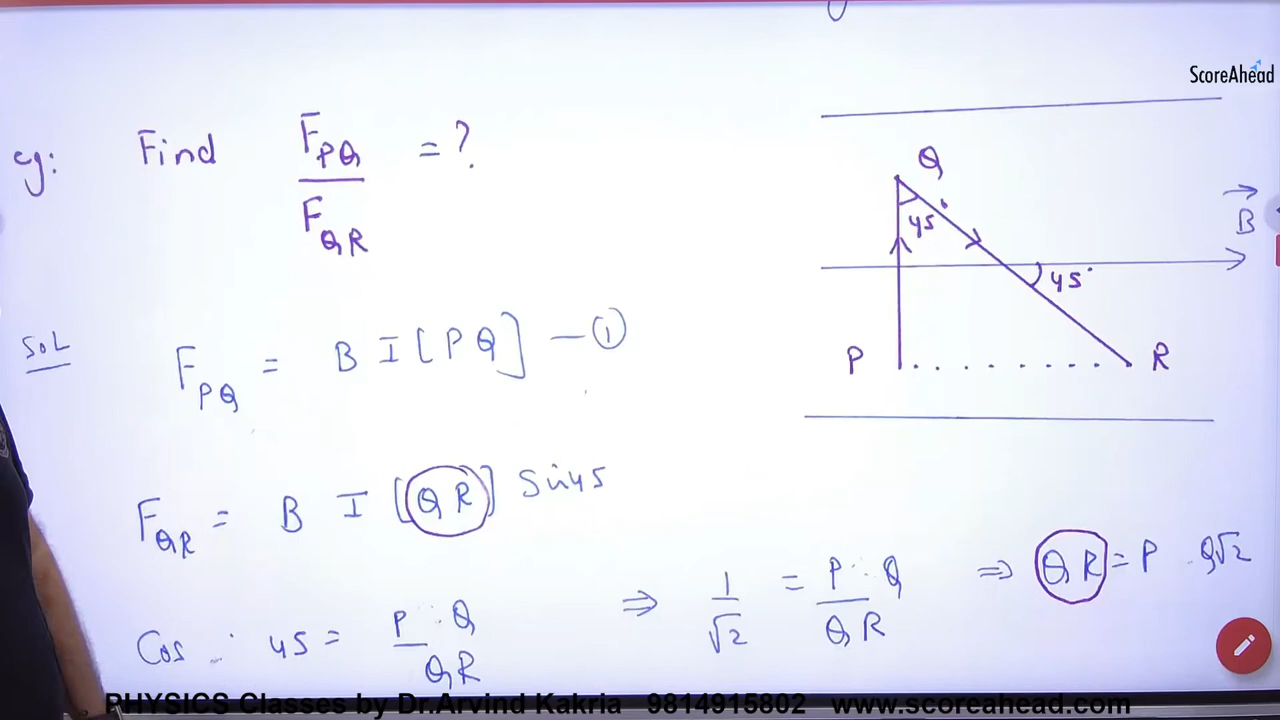 ScoreAhead
eg: Find F_PQ / F_QR = ?
Q
45°
B
45°
P R
Sol
F_PQ = B I [PQ] — ①
F_QR = B I [QR] Sin45
Cos 45 = PQ / QR ⇒ 1/√2 = PQ / QR ⇒ QR = PQ√2
PHYSICS Classes by Dr.Arvind Kakria 9814915802 www.scoreahead.com